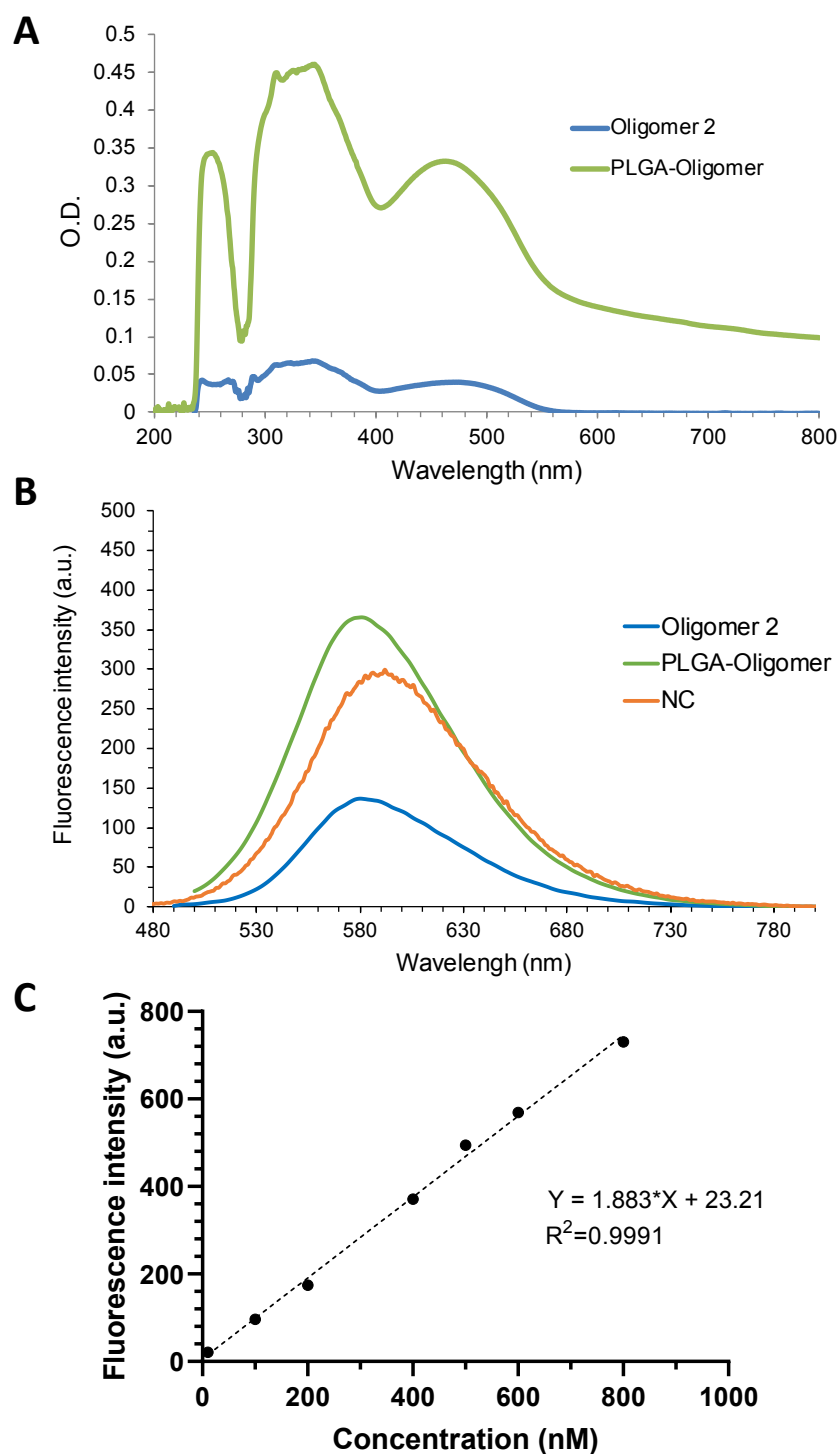 A
0.5
0.45
0.4
0.35
0.3
0.25
0.2
0.15
0.1
0.05
0
O.D.
Oligomer 2
PLGA-Oligomer
200 300 400 500 600 700 800
Wavelength (nm)
B
500
450
400
350
300
250
200
150
100
50
0
Fluorescence intensity (a.u.)
Oligomer 2
PLGA-Oligomer
NC
480 530 580 630 680 730 780
Wavelengh (nm)
C
800
600
400
200
0
Fluorescence intensity (a.u.)
Y = 1.883*X + 23.21
R²=0.9991
0 200 400 600 800 1000
Concentration (nM)